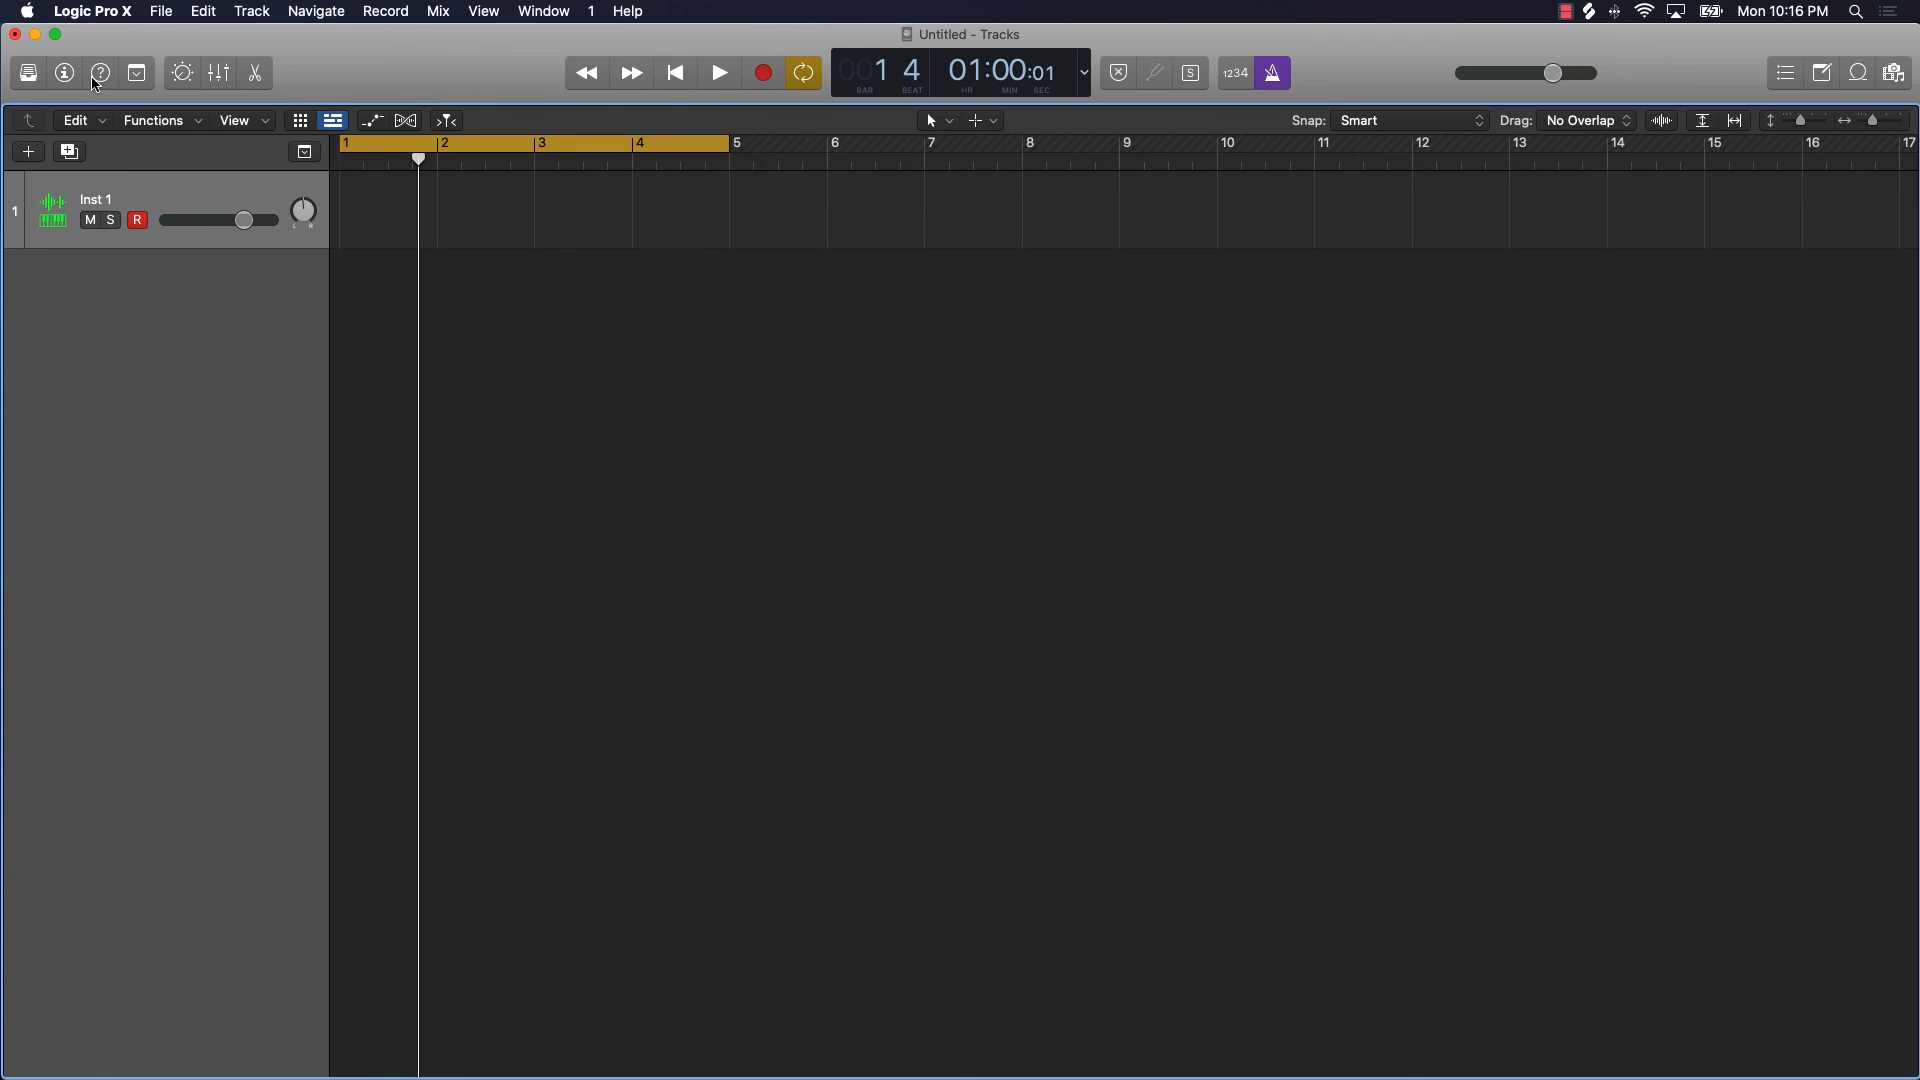 Logic Pro X File Edit Track Navigate Record Mix View Window 1 Help Mon 10:16 PM
Untitled - Tracks
001 4 01:00:01 1234
BAR BEAT HR MIN SEC
Edit Functions View Snap: Smart Drag: No Overlap
1 2 3 4 5 6 7 8 9 10 11 12 13 14 15 16 17
Inst 1
1
M S R
L R